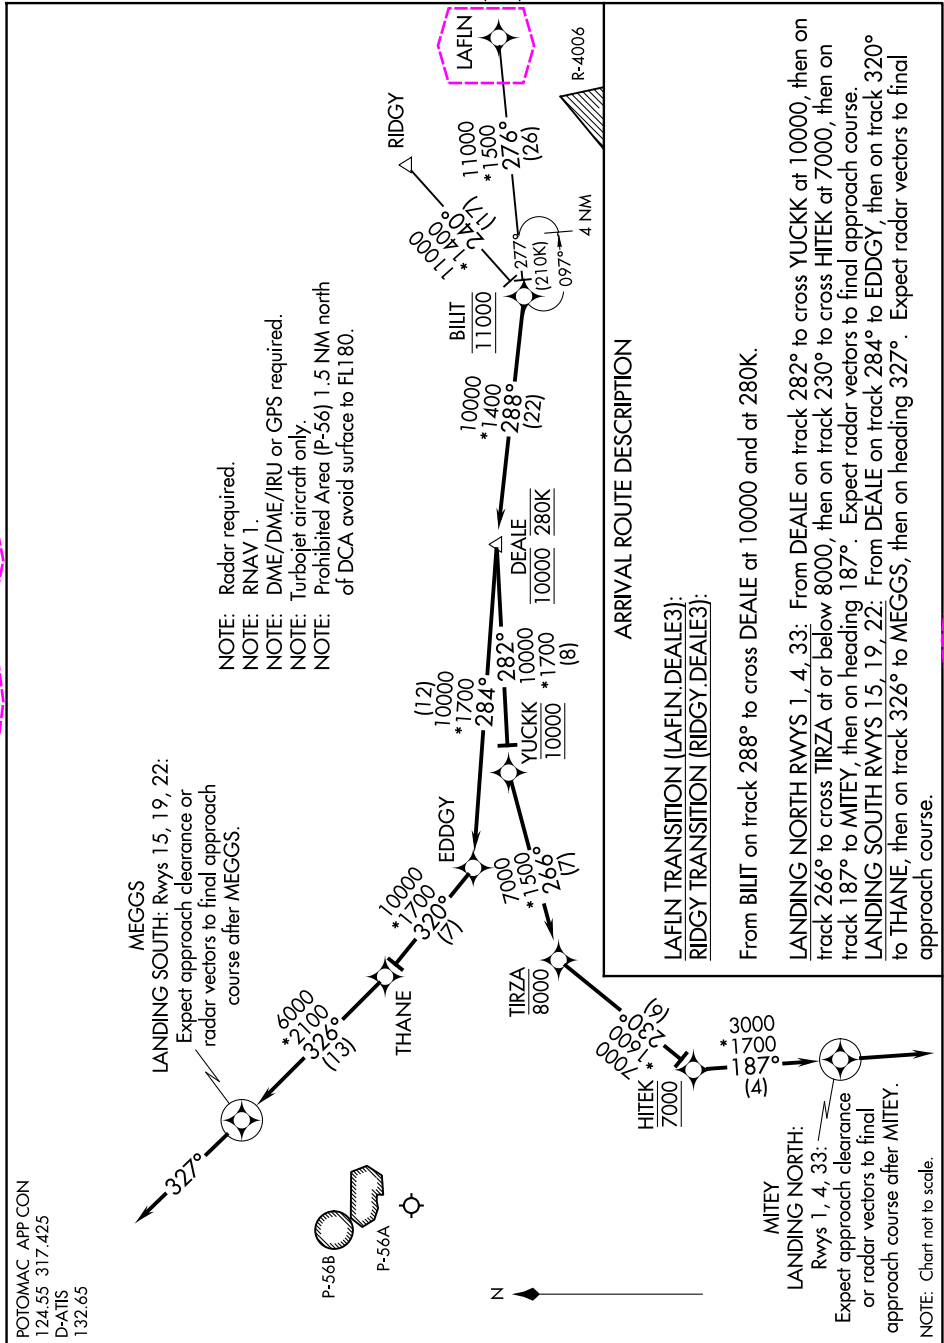 POTOMAC APP CON
124.55 317.425
D-ATIS
132.65
MEGGS
LANDING SOUTH: Rwys 15, 19, 22:
Expect approach clearance or
radar vectors to final approach
course after MEGGS.
NOTE: Radar required.
NOTE: RNAV 1.
NOTE: DME/DME/IRU or GPS required.
NOTE: Turbojet aircraft only.
NOTE: Prohibited Area (P-56) 1.5 NM north
of DCA avoid surface to FL180.
327°
6000
*2100
326°
(13)
THANE
10000
*1700
320°
(7)
EDDGY
(12)
10000
*1700
284°
DEALE
10000 280K
10000
*1400
288°
(22)
BILIT
11000
11000
*1400
240°
(17)
RIDGY
11000
*1500
276°
(26)
LAFLN
277°
(210K)
097°
4 NM
R-4006
282°
10000
*1700
(8)
YUCKK
10000
7000
*1500
266°
(7)
TIRZA
8000
7000
*1600
230°
(6)
HITEK
7000
3000
*1700
187°
(4)
P-56B
P-56A
N
MITEY
LANDING NORTH:
Rwys 1, 4, 33:
Expect approach clearance
or radar vectors to final
approach course after MITEY.
NOTE: Chart not to scale.
ARRIVAL ROUTE DESCRIPTION
LAFLN TRANSITION (LAFLN.DEALE3):
RIDGY TRANSITION (RIDGY.DEALE3):
From BILIT on track 288° to cross DEALE at 10000 and at 280K.
LANDING NORTH RWYS 1, 4, 33: From DEALE on track 282° to cross YUCKK at 10000, then on
track 266° to cross TIRZA at or below 8000, then on track 230° to cross HITEK at 7000, then on
track 187° to MITEY, then on heading 187°. Expect radar vectors to final approach course.
LANDING SOUTH RWYS 15, 19, 22: From DEALE on track 284° to EDDGY, then on track 320°
to THANE, then on track 326° to MEGGS, then on heading 327°. Expect radar vectors to final
approach course.